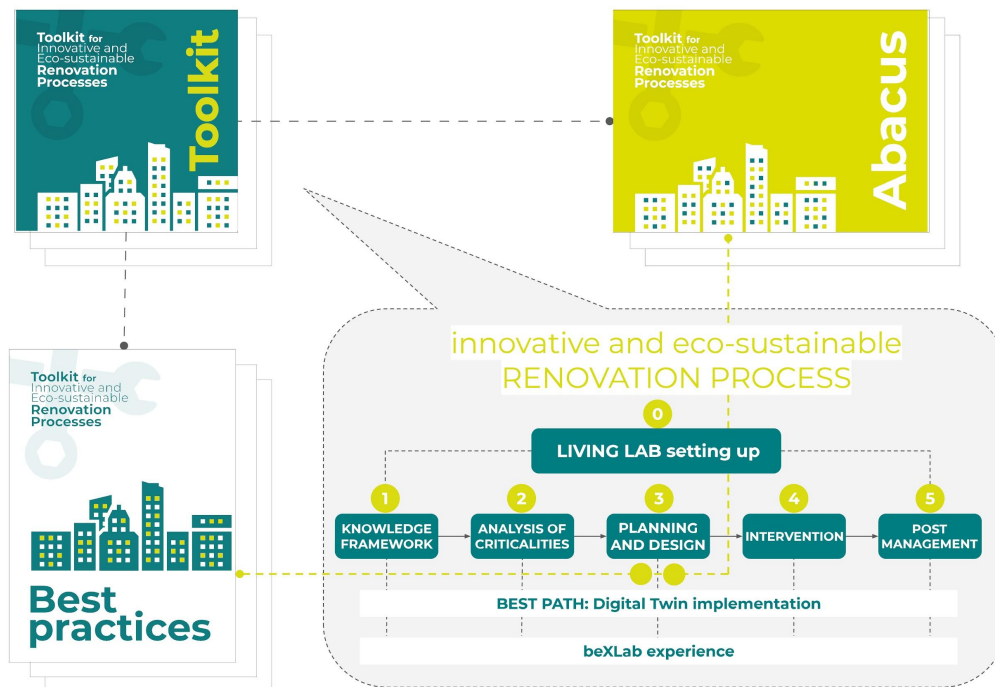 Toolkit for
Innovative and
Eco-sustainable
Renovation
Processes
Toolkit
Toolkit for
Innovative and
Eco-sustainable
Renovation
Processes
Abacus
Toolkit for
Innovative and
Eco-sustainable
Renovation
Processes
Best
practices
innovative and eco-sustainable
RENOVATION PROCESS
0
LIVING LAB setting up
1
2
3
4
5
KNOWLEDGE
FRAMEWORK
ANALYSIS OF
CRITICALITIES
PLANNING
AND DESIGN
INTERVENTION
POST
MANAGEMENT
BEST PATH: Digital Twin implementation
beXLab experience